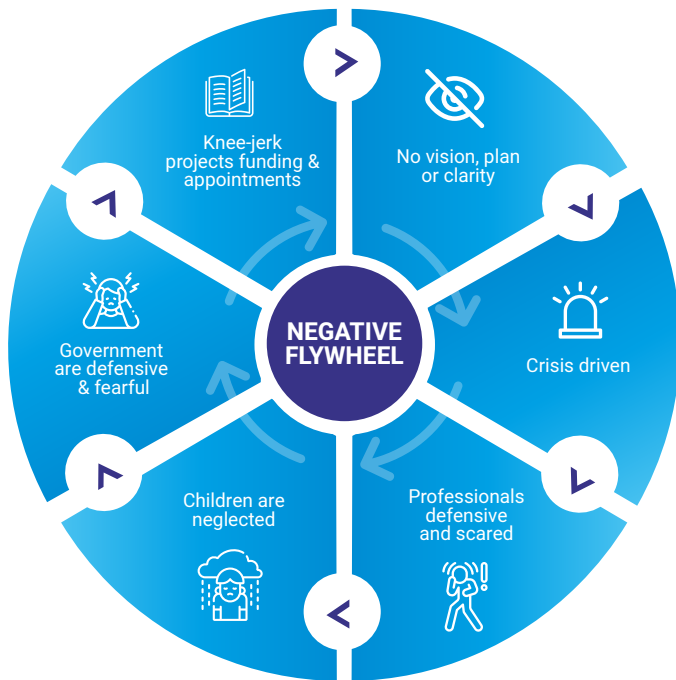 Knee-jerk
projects funding &
appointments
No vision, plan
or clarity
Crisis driven
Professionals
defensive
and scared
Children are
neglected
Government
are defensive
& fearful
NEGATIVE
FLYWHEEL